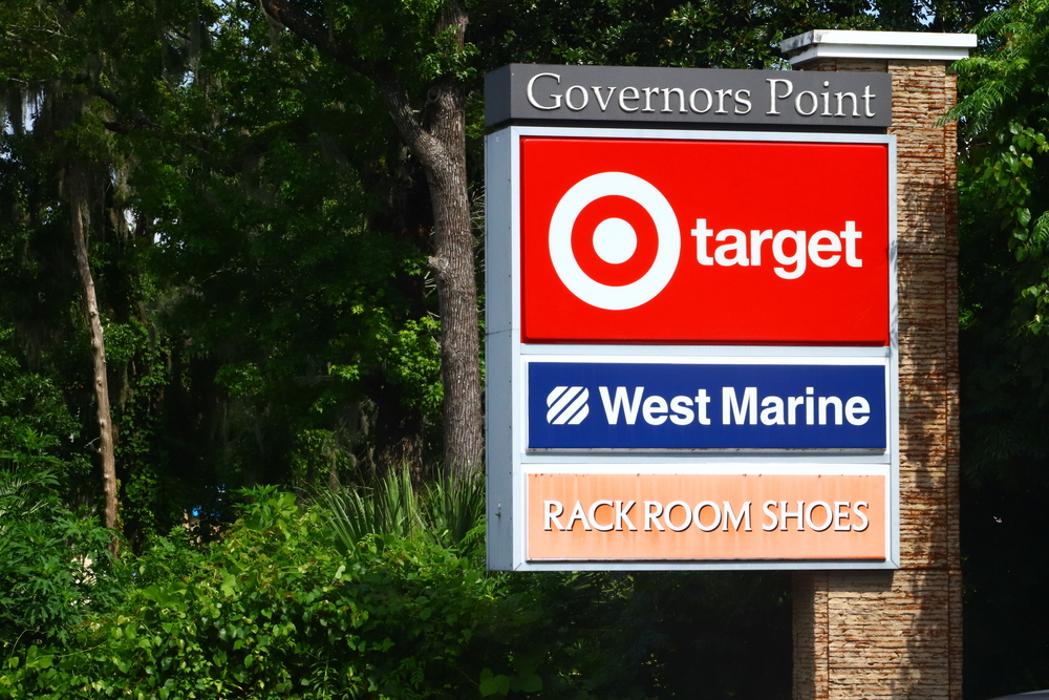 Governors Point
target
West Marine
RACK ROOM SHOES